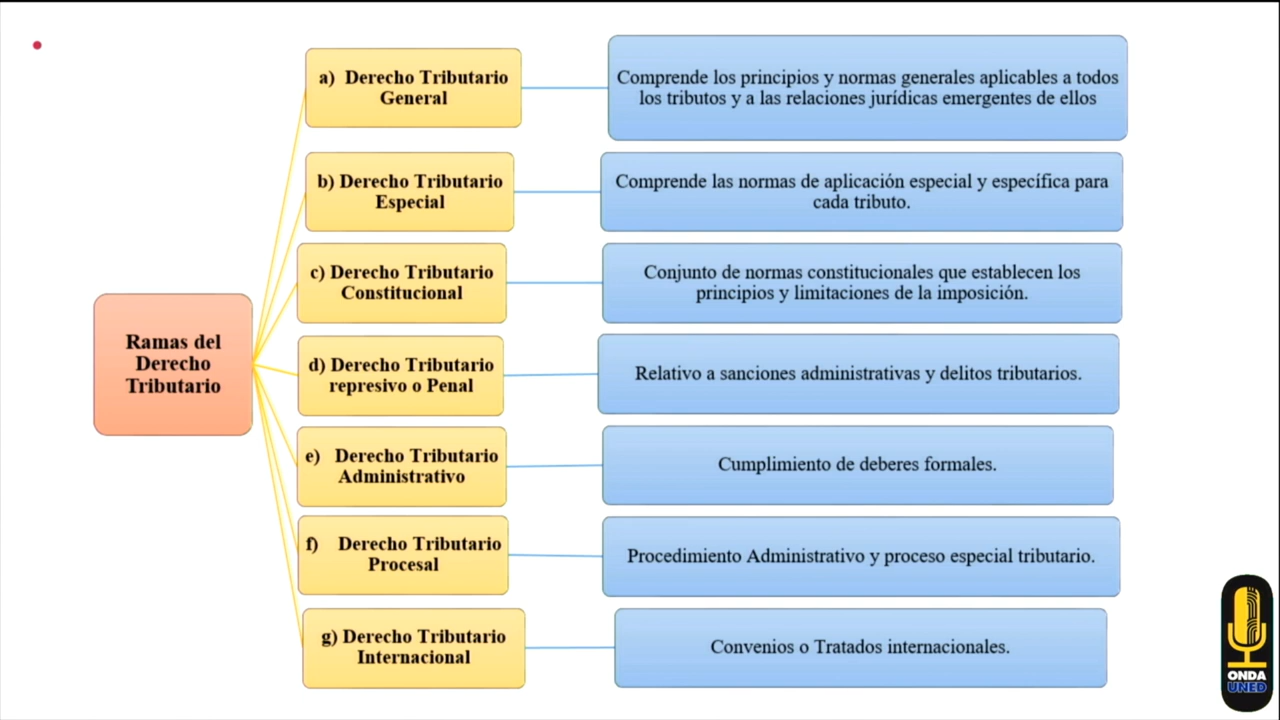 Ramas del
Derecho
Tributario
a) Derecho Tributario
General
Comprende los principios y normas generales aplicables a todos
los tributos y a las relaciones jurídicas emergentes de ellos
b) Derecho Tributario
Especial
Comprende las normas de aplicación especial y específica para
cada tributo.
c) Derecho Tributario
Constitucional
Conjunto de normas constitucionales que establecen los
principios y limitaciones de la imposición.
d) Derecho Tributario
represivo o Penal
Relativo a sanciones administrativas y delitos tributarios.
e) Derecho Tributario
Administrativo
Cumplimiento de deberes formales.
f) Derecho Tributario
Procesal
Procedimiento Administrativo y proceso especial tributario.
g) Derecho Tributario
Internacional
Convenios o Tratados internacionales.
ONDA
UNED